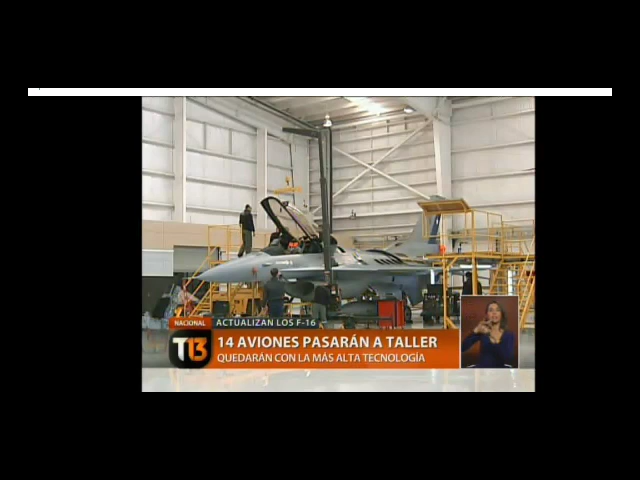 NACIONAL
ACTUALIZAN LOS F-16
T13
14 AVIONES PASARÁN A TALLER
QUEDARÁN CON LA MÁS ALTA TECNOLOGÍA